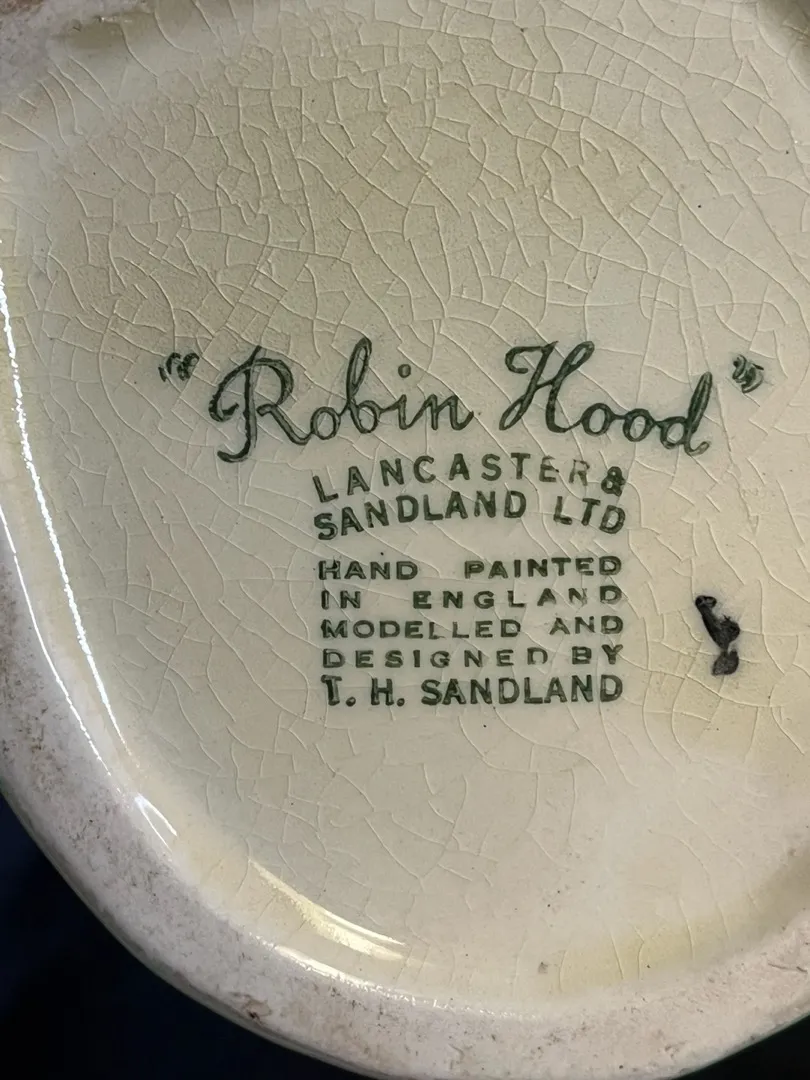 "Robin Hood"
LANCASTER &
SANDLAND LTD
HAND PAINTED
IN ENGLAND
MODELLED AND
DESIGNED BY
T. H. SANDLAND